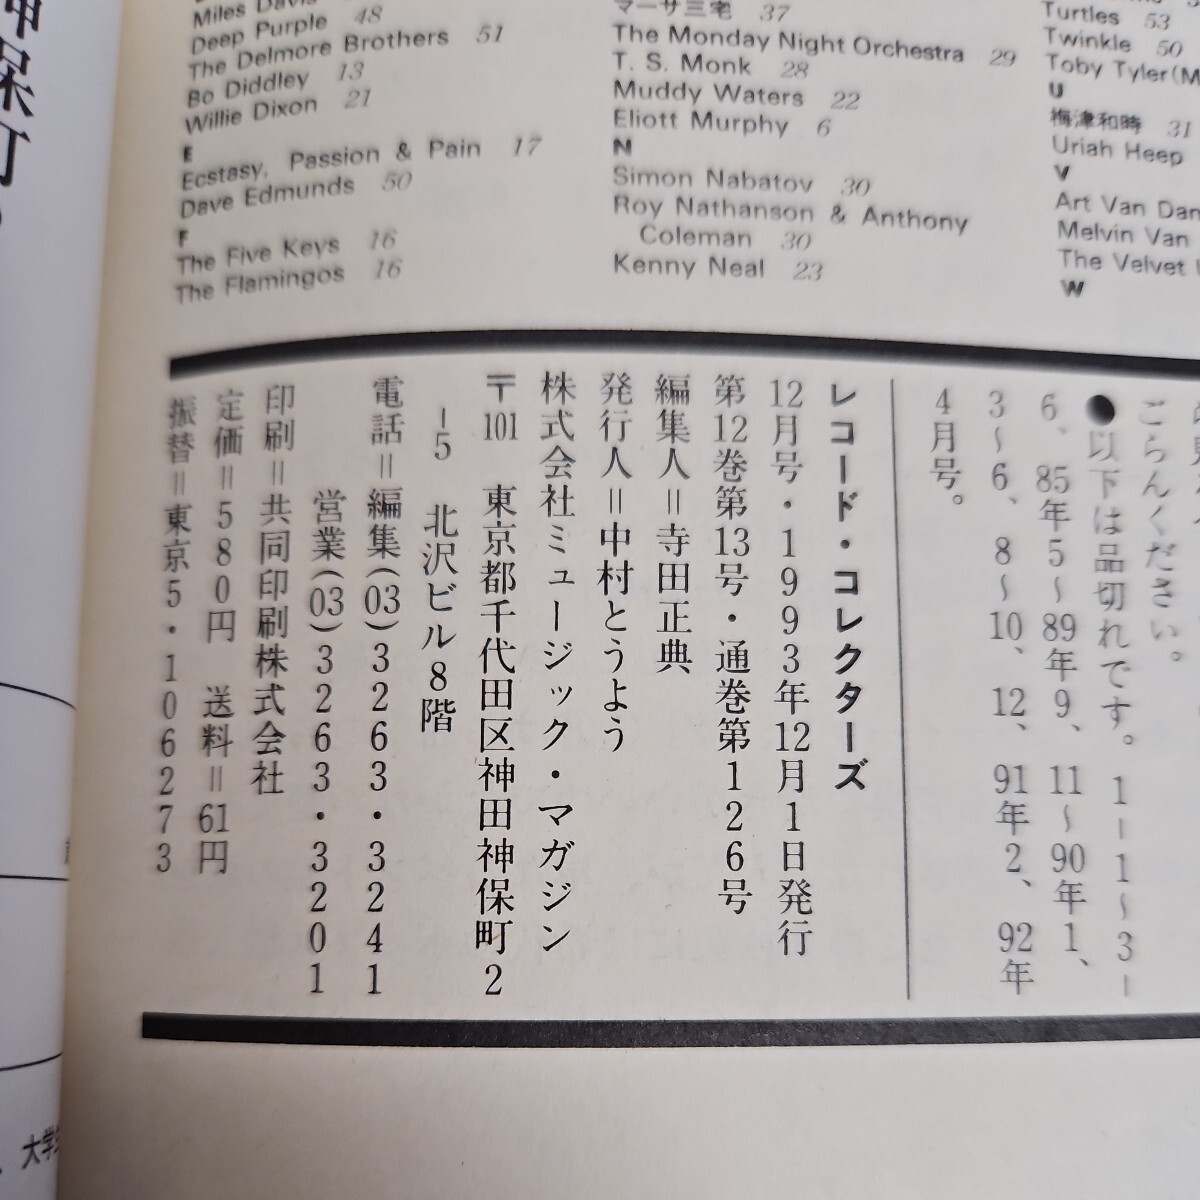 Miles Davis
Deep Purple 48
The Delmore Brothers 51
Bo Diddley 13
Willie Dixon 21
E
Ecstasy, Passion & Pain 17
Dave Edmunds 50
F
The Five Keys 16
The Flamingos 16
マーサ三宅 37
The Monday Night Orchestra 29
T. S. Monk 28
Muddy Waters 22
Eliott Murphy 6
N
Simon Nabatov 30
Roy Nathanson & Anthony
Coleman 30
Kenny Neal 23
Turtles 53
Twinkle 50
Toby Tyler(M
U
梅津和時 31
Uriah Heep
V
Art Van Dam
Melvin Van
The Velvet
W
ごらんください。
●以下は品切れです。1−1〜3−
6、85年5〜89年9、11〜90年1、
3〜6、8〜10、12、91年2、92年
4月号。
レコード・コレクターズ
12月号・1993年12月1日発行
第12巻第13号・通巻第126号
編集人＝寺田正典
発行人＝中村とうよう
株式会社ミュージック・マガジン
〒101 東京都千代田区神田神保町2
−5 北沢ビル8階
電話＝編集(03)3263・3241
営業(03)3263・3201
印刷＝共同印刷株式会社
定価＝580円 送料＝61円
振替＝東京5・106273
神保町
大学